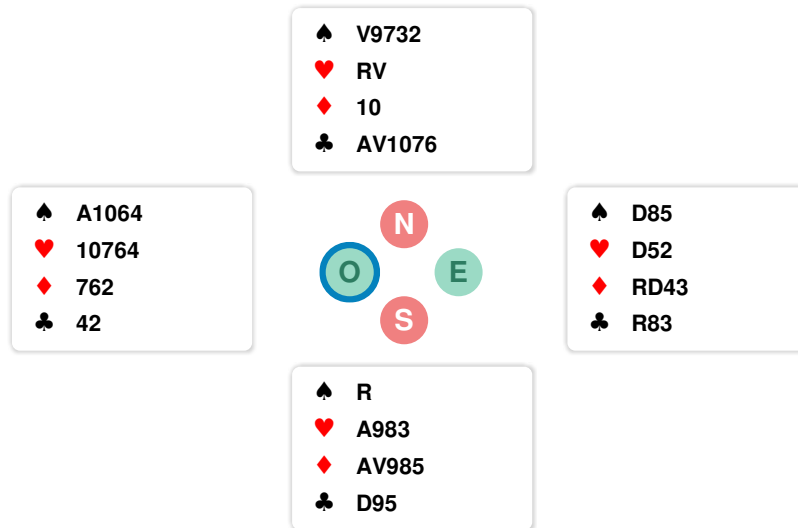 ♠ V9732
♥ RV
♦ 10
♣ AV1076
♠ A1064
♥ 10764
♦ 762
♣ 42
N
O E
S
♠ D85
♥ D52
♦ RD43
♣ R83
♠ R
♥ A983
♦ AV985
♣ D95